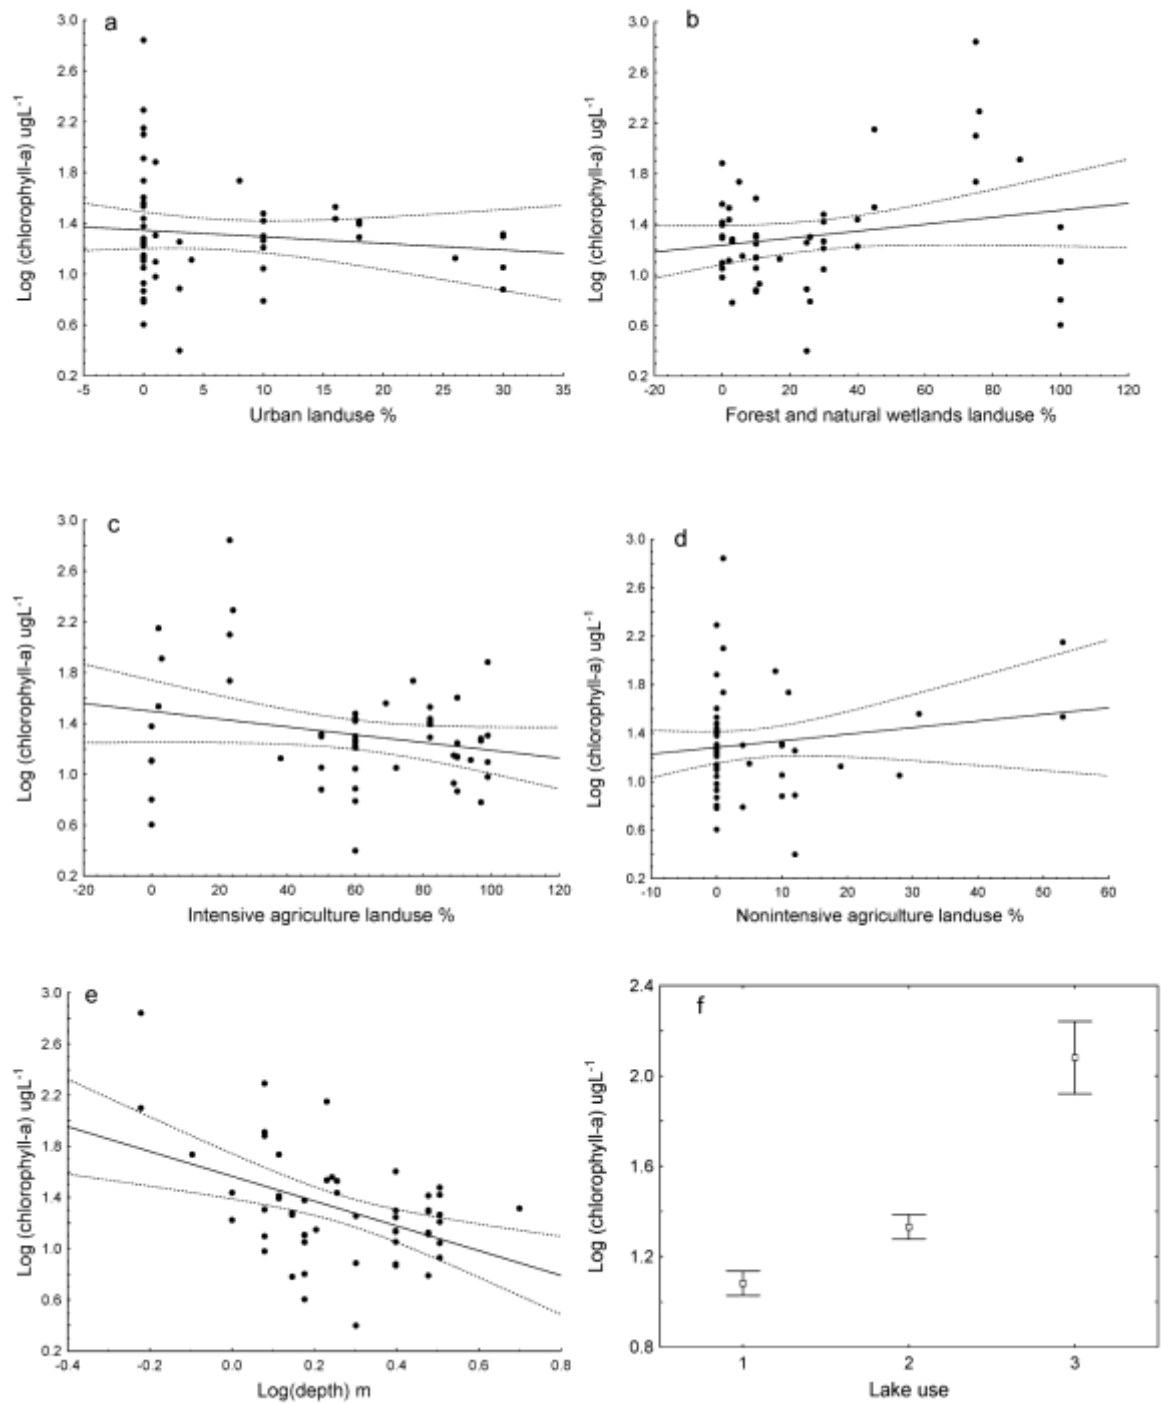 a
3.0
2.6
2.2
1.8
1.4
1.0
0.6
0.2
Log (chlorophyll-a) ugL⁻¹
-5 0 5 10 15 20 25 30 35
Urban landuse %
b
3.0
2.6
2.2
1.8
1.4
1.0
0.6
0.2
Log (chlorophyll-a) ugL⁻¹
-20 0 20 40 60 80 100 120
Forest and natural wetlands landuse %
c
3.0
2.6
2.2
1.8
1.4
1.0
0.6
0.2
Log (chlorophyll-a) ugL⁻¹
-20 0 20 40 60 80 100 120
Intensive agriculture landuse %
d
3.0
2.6
2.2
1.8
1.4
1.0
0.6
0.2
Log (chlorophyll-a) ugL⁻¹
-10 0 10 20 30 40 50 60
Nonintensive agriculture landuse %
e
3.0
2.6
2.2
1.8
1.4
1.0
0.6
0.2
Log (chlorophyll-a) ugL⁻¹
-0.4 -0.2 0.0 0.2 0.4 0.6 0.8
Log(depth) m
f
2.4
2.0
1.6
1.2
0.8
Log (chlorophyll-a) ugL⁻¹
1 2 3
Lake use